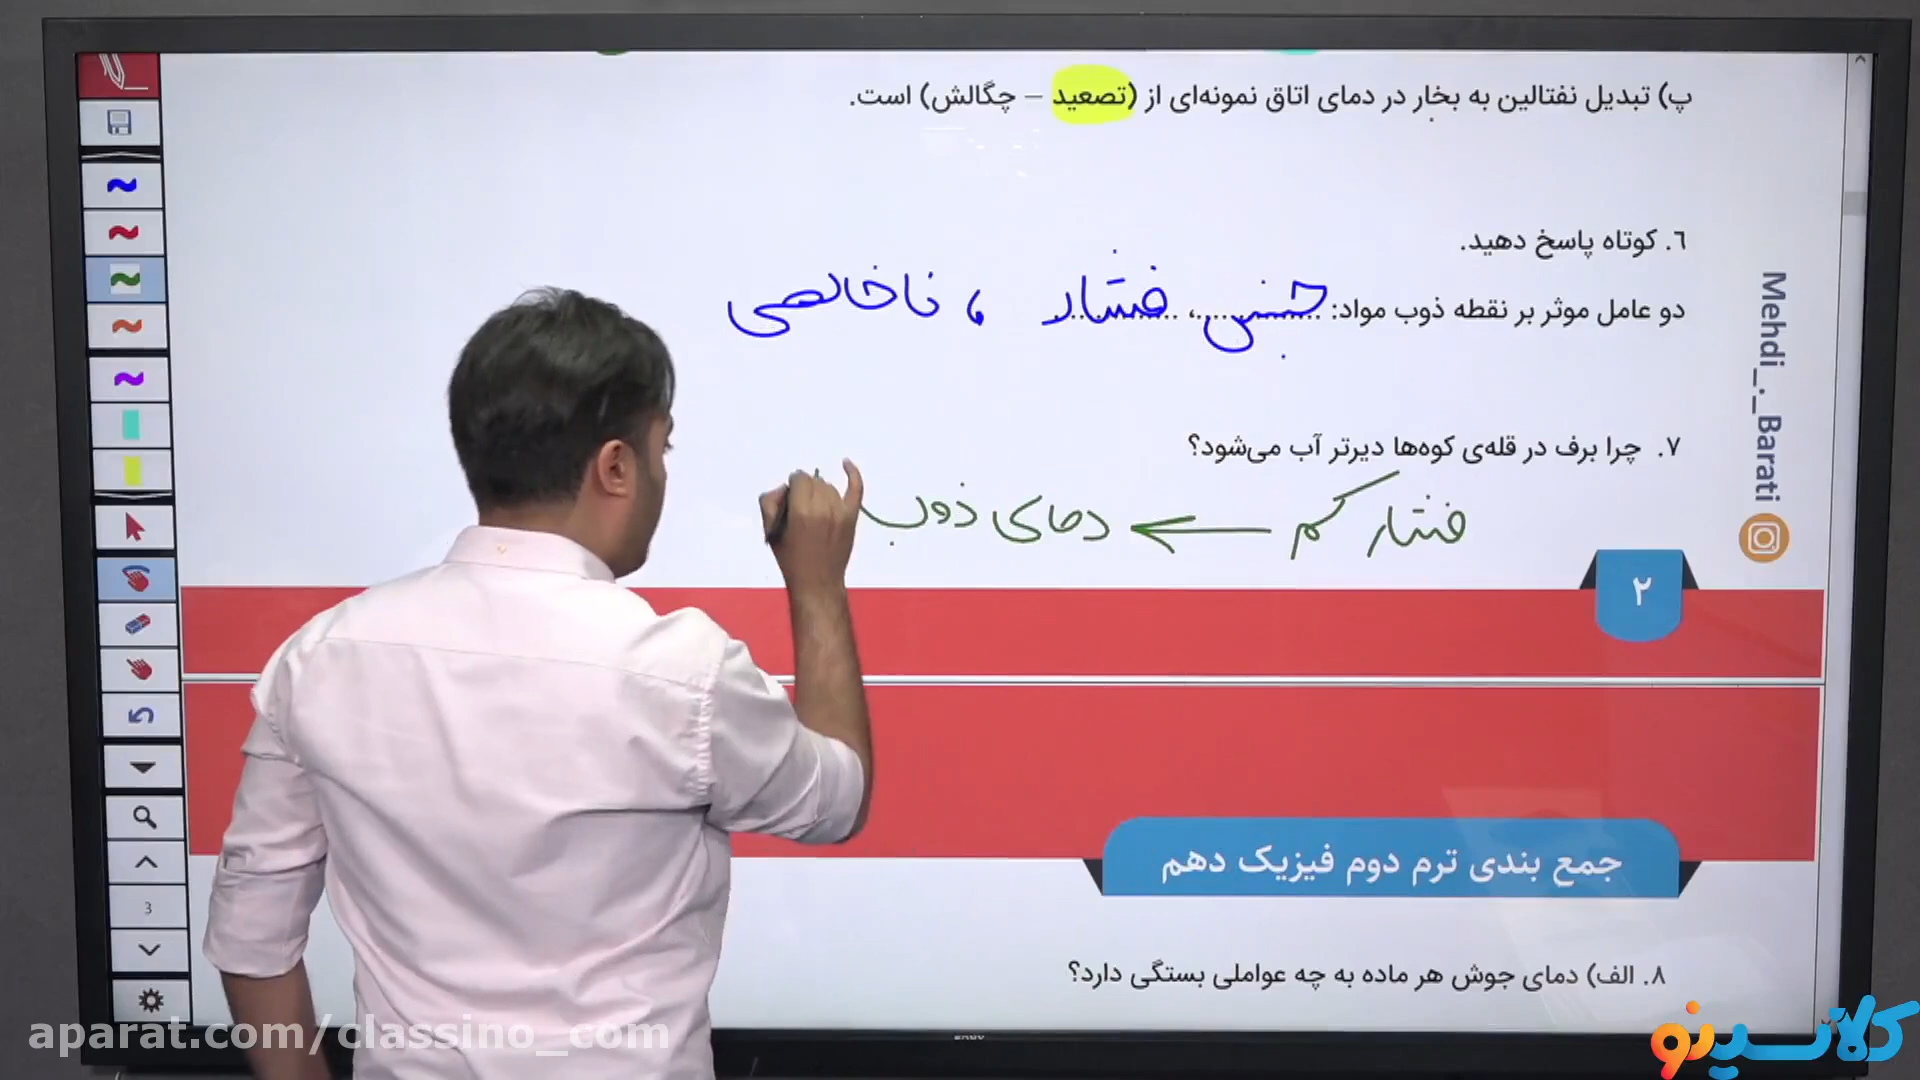 پ) تبدیل نفتالین به بخار در دمای اتاق نمونه‌ای از (تصعید – چگالش) است.
٦. کوتاه پاسخ دهید.
دو عامل موثر بر نقطه ذوب مواد: ..............، ..............
جنس فشار ، ناخالصی
۷. چرا برف در قله‌ی کوه‌ها دیرتر آب می‌شود؟
فشار کم ← دمای ذوب
۲
Mehdi_._Barati
جمع بندی ترم دوم فیزیک دهم
۸. الف) دمای جوش هر ماده به چه عواملی بستگی دارد؟
3
SONY
aparat.com/classino_com
کلاسینو